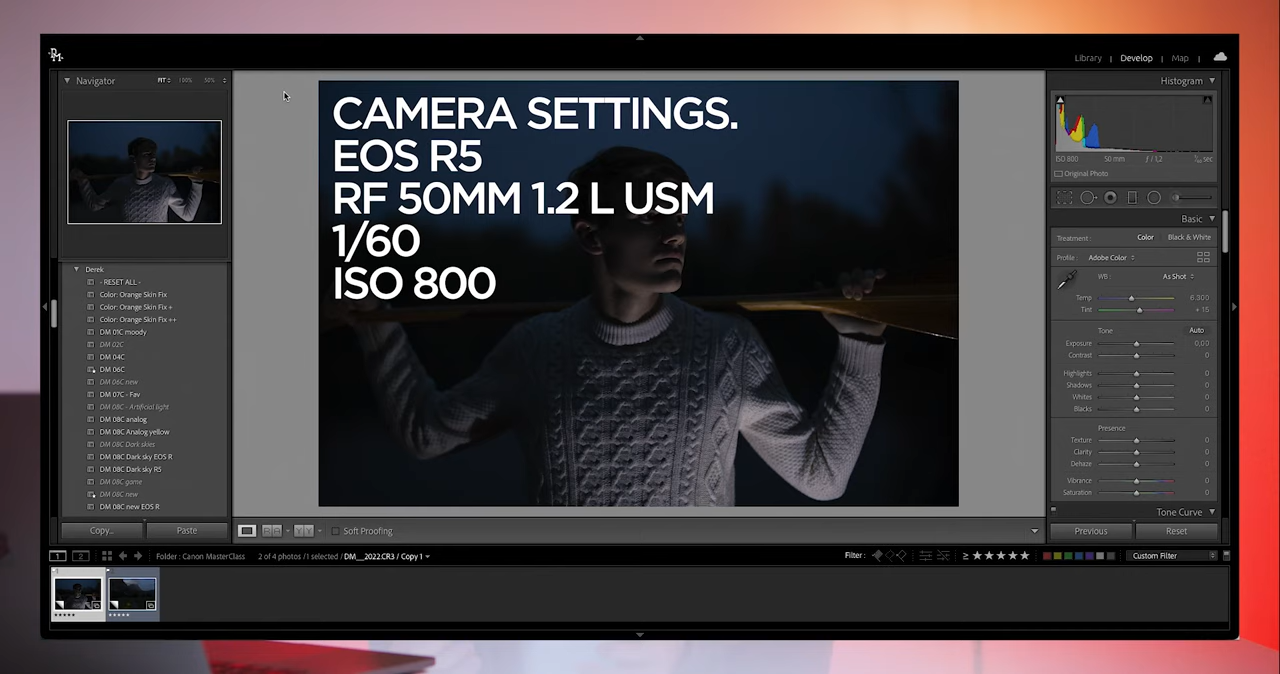 Library | Develop | Map |
Navigator FIT 100% 50%
Histogram
CAMERA SETTINGS.
EOS R5
RF 50MM 1.2 L USM
1/60
ISO 800
ISO 800 50 mm ƒ / 1,2 1/60 sec
Original Photo
Basic
Treatment : Color Black & White
Profile : Adobe Color
WB : As Shot
Temp 6.300
Tint + 15
Tone Auto
Exposure 0,00
Contrast 0
Highlights 0
Shadows 0
Whites 0
Blacks 0
Presence
Texture 0
Clarity 0
Dehaze 0
Vibrance 0
Saturation 0
Tone Curve
Previous Reset
Derek
- RESET ALL -
Color: Orange Skin Fix
Color: Orange Skin Fix +
Color: Orange Skin Fix ++
DM 01C moody
DM 02C
DM 04C
DM 06C
DM 06C new
DM 07C - Fav
DM 08C - Artificial light
DM 08C analog
DM 08C Analog yellow
DM 08C Dark skies
DM 08C Dark sky EOS R
DM 08C Dark sky R5
DM 08C game
DM 08C new
DM 08C new EOS R
Copy... Paste
Soft Proofing
1 2 Folder : Canon MasterClass 2 of 4 photos / 1 selected / DM__2022.CR3 / Copy 1 Filter : ≥ ★★★★★ Custom Filter